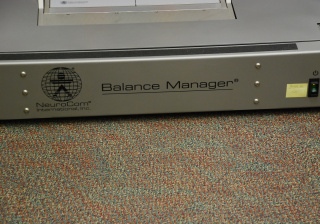 NeuroCom®
International, Inc.
Balance Manager®